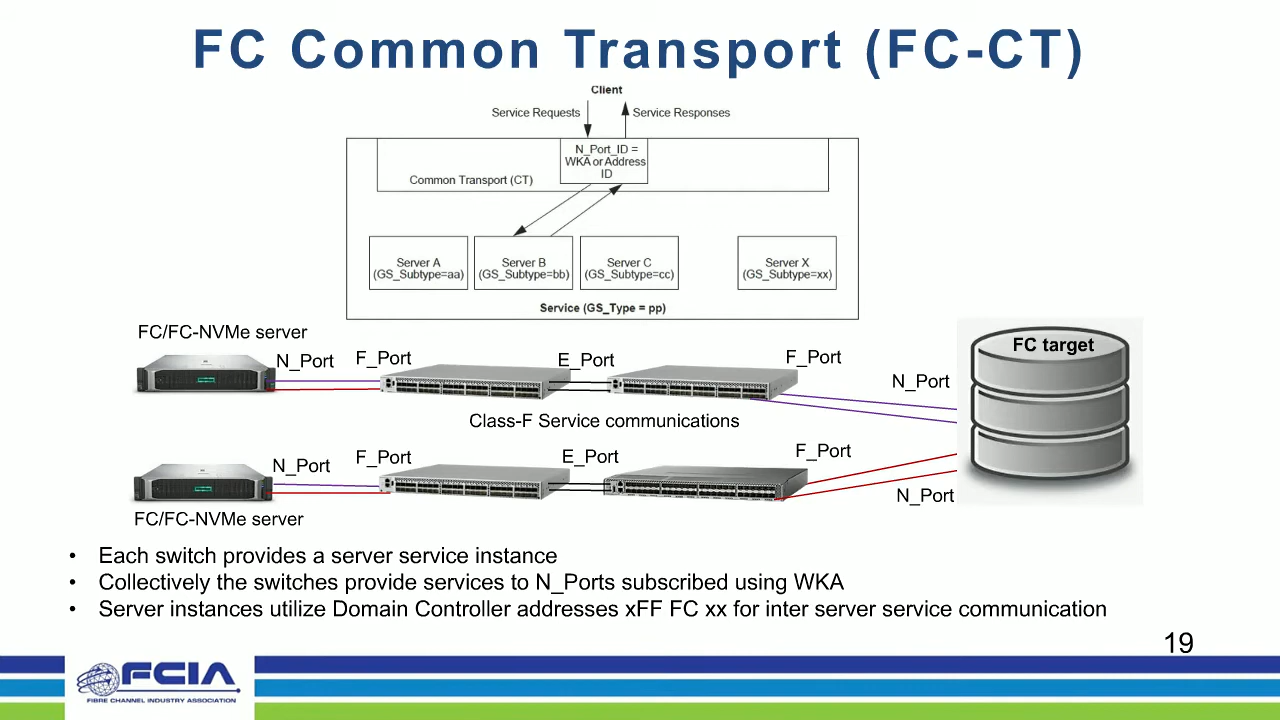 FC Common Transport (FC-CT)
Client
Service Requests
Service Responses
N_Port_ID =
WKA or Address
ID
Common Transport (CT)
Server A
(GS_Subtype=aa)
Server B
(GS_Subtype=bb)
Server C
(GS_Subtype=cc)
Server X
(GS_Subtype=xx)
Service (GS_Type = pp)
FC/FC-NVMe server
N_Port
F_Port
E_Port
F_Port
N_Port
FC target
Class-F Service communications
N_Port
F_Port
E_Port
F_Port
N_Port
FC/FC-NVMe server
• Each switch provides a server service instance
• Collectively the switches provide services to N_Ports subscribed using WKA
• Server instances utilize Domain Controller addresses xFF FC xx for inter server service communication
19
FCIA
FIBRE CHANNEL INDUSTRY ASSOCIATION